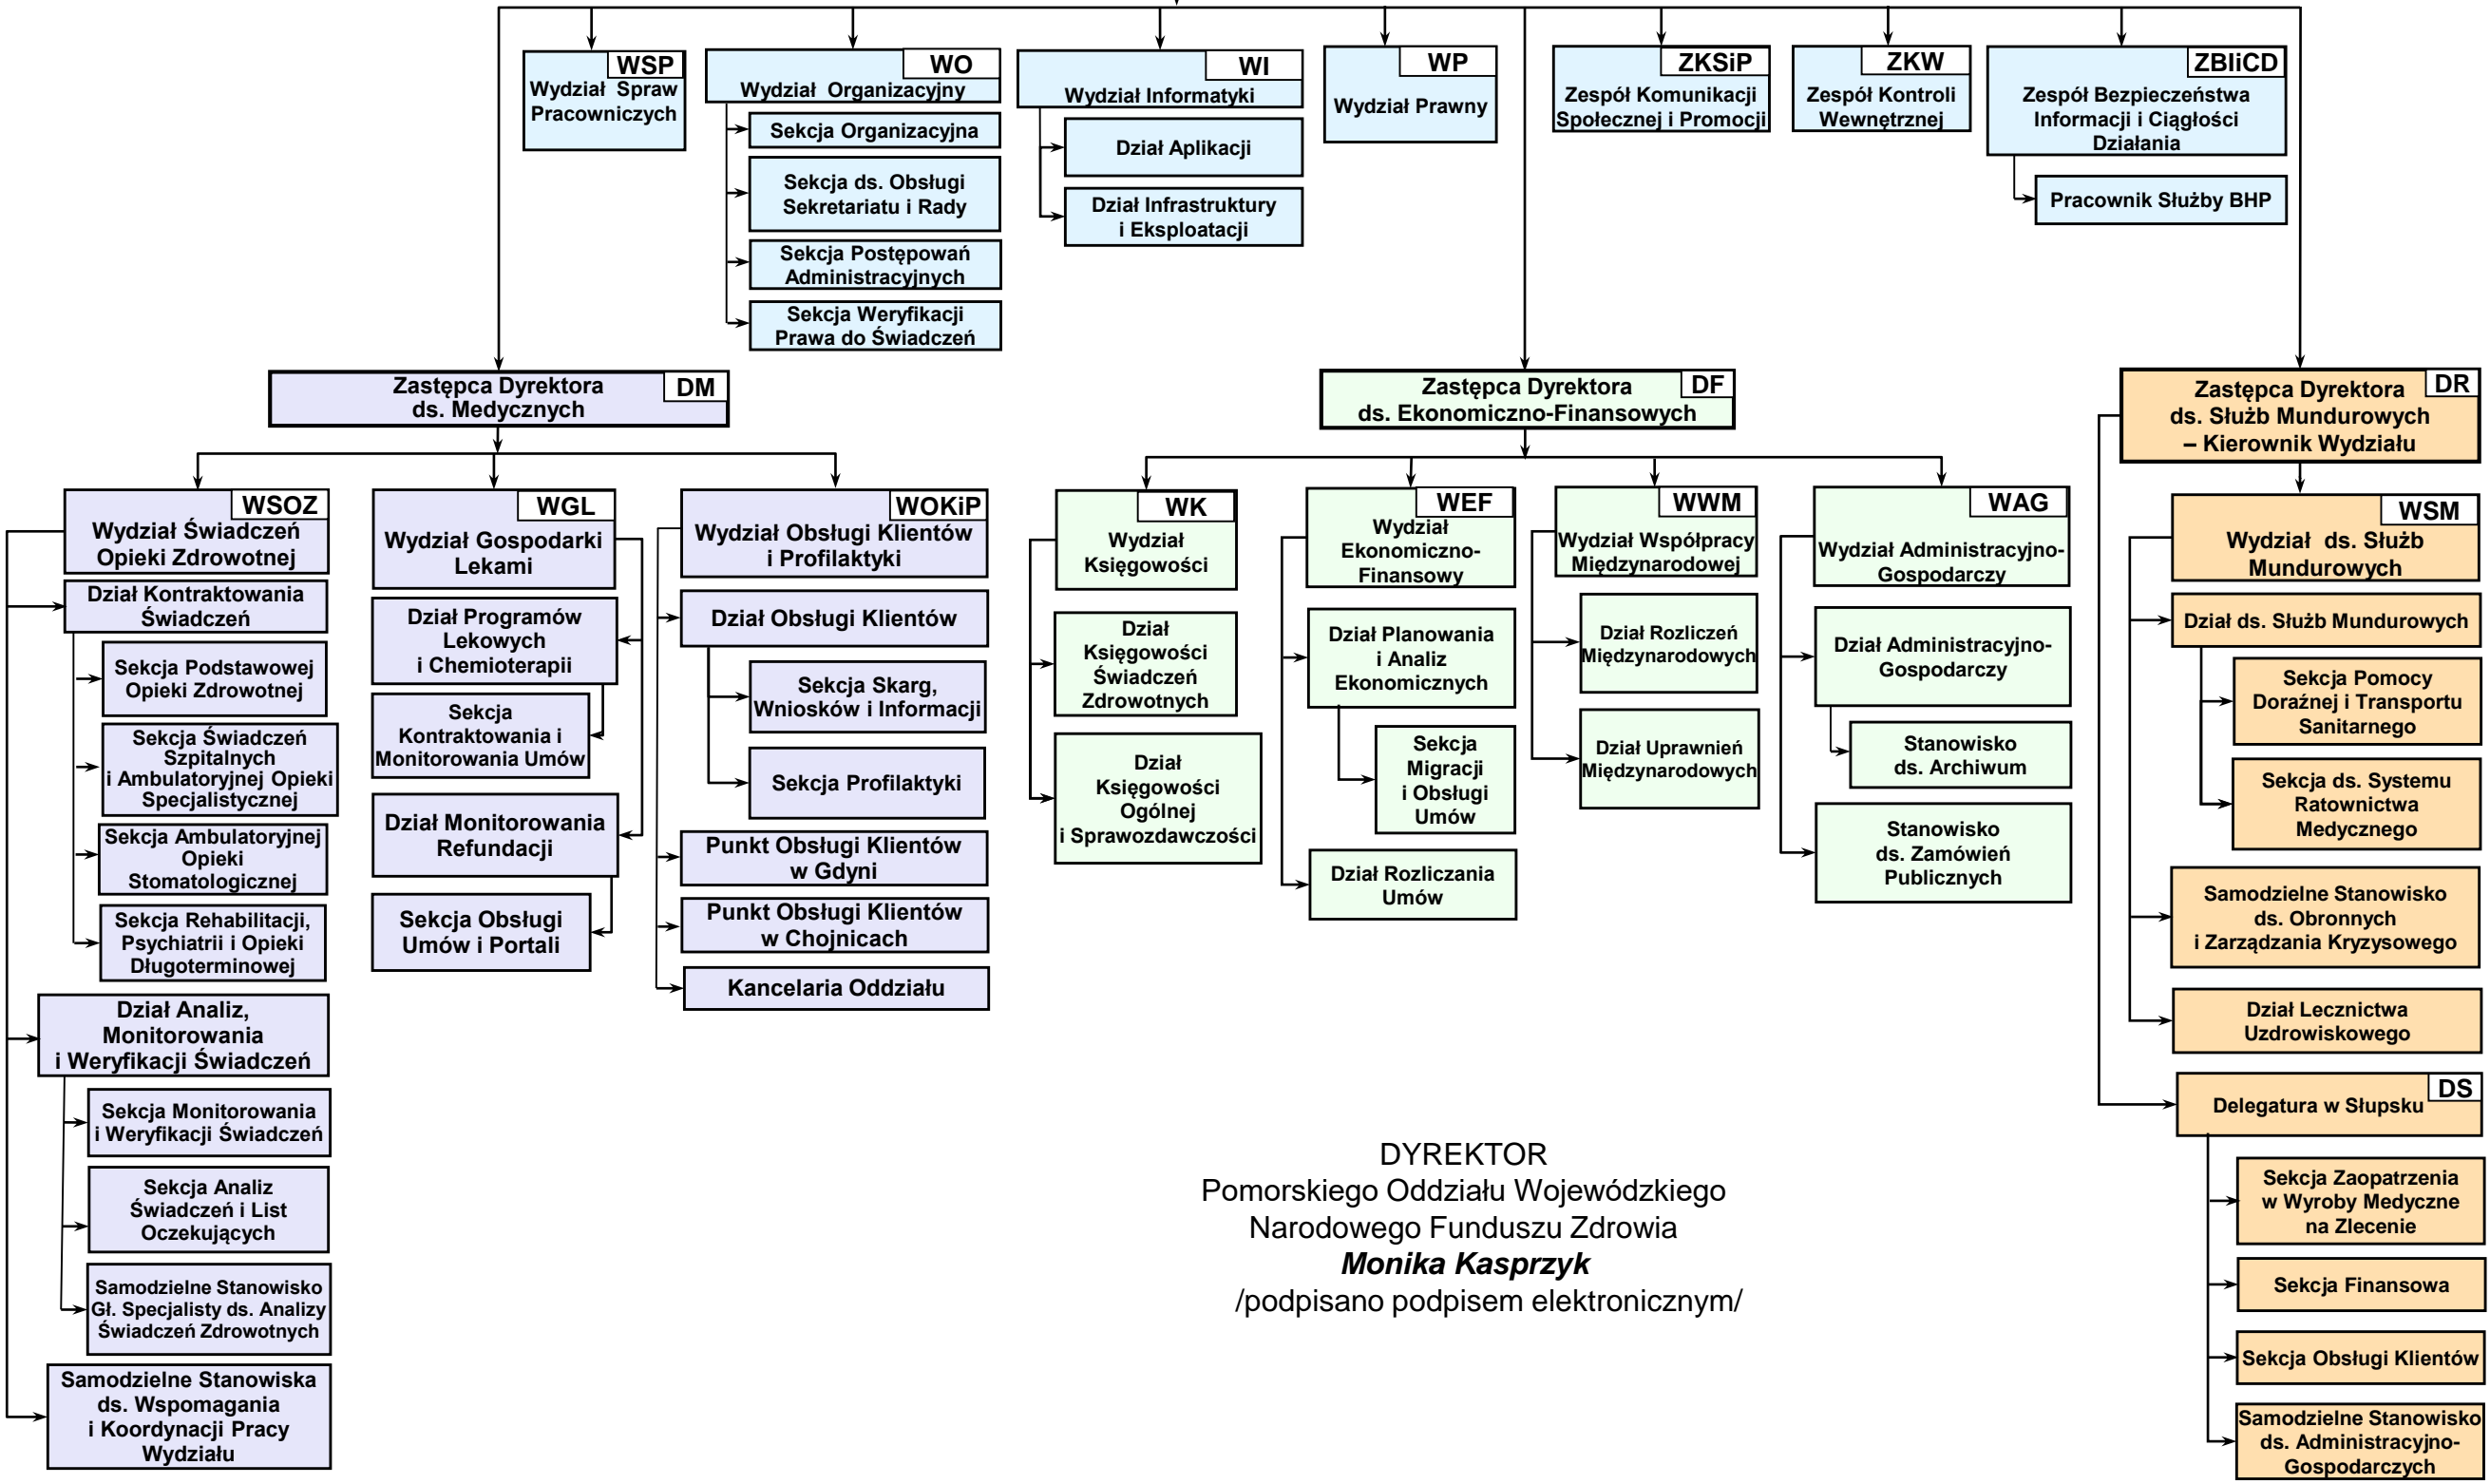 WSP
Wydział Spraw
Pracowniczych
WO
Wydział Organizacyjny
Sekcja Organizacyjna
Sekcja ds. Obsługi
Sekretariatu i Rady
Sekcja Postępowań
Administracyjnych
Sekcja Weryfikacji
Prawa do Świadczeń
WI
Wydział Informatyki
Dział Aplikacji
Dział Infrastruktury
i Eksploatacji
WP
Wydział Prawny
ZKSiP
Zespół Komunikacji
Społecznej i Promocji
ZKW
Zespół Kontroli
Wewnętrznej
ZBIiCD
Zespół Bezpieczeństwa
Informacji i Ciągłości
Działania
Pracownik Służby BHP
Zastępca Dyrektora
ds. Medycznych
DM
WSOZ
Wydział Świadczeń
Opieki Zdrowotnej
Dział Kontraktowania
Świadczeń
Sekcja Podstawowej
Opieki Zdrowotnej
Sekcja Świadczeń
Szpitalnych
i Ambulatoryjnej Opieki
Specjalistycznej
Sekcja Ambulatoryjnej
Opieki
Stomatologicznej
Sekcja Rehabilitacji,
Psychiatrii i Opieki
Długoterminowej
Dział Analiz,
Monitorowania
i Weryfikacji Świadczeń
Sekcja Monitorowania
i Weryfikacji Świadczeń
Sekcja Analiz
Świadczeń i List
Oczekujących
Samodzielne Stanowisko
Gł. Specjalisty ds. Analizy
Świadczeń Zdrowotnych
Samodzielne Stanowiska
ds. Wspomagania
i Koordynacji Pracy
Wydziału
WGL
Wydział Gospodarki
Lekami
Dział Programów
Lekowych
i Chemioterapii
Sekcja
Kontraktowania i
Monitorowania Umów
Dział Monitorowania
Refundacji
Sekcja Obsługi
Umów i Portali
WOKiP
Wydział Obsługi Klientów
i Profilaktyki
Dział Obsługi Klientów
Sekcja Skarg,
Wniosków i Informacji
Sekcja Profilaktyki
Punkt Obsługi Klientów
w Gdyni
Punkt Obsługi Klientów
w Chojnicach
Kancelaria Oddziału
Zastępca Dyrektora
ds. Ekonomiczno-Finansowych
DF
WK
Wydział
Księgowości
Dział
Księgowości
Świadczeń
Zdrowotnych
Dział
Księgowości
Ogólnej
i Sprawozdawczości
WEF
Wydział
Ekonomiczno-
Finansowy
Dział Planowania
i Analiz
Ekonomicznych
Sekcja
Migracji
i Obsługi
Umów
Dział Rozliczania
Umów
WWM
Wydział Współpracy
Międzynarodowej
Dział Rozliczeń
Międzynarodowych
Dział Uprawnień
Międzynarodowych
WAG
Wydział Administracyjno-
Gospodarczy
Dział Administracyjno-
Gospodarczy
Stanowisko
ds. Archiwum
Stanowisko
ds. Zamówień
Publicznych
Zastępca Dyrektora
ds. Służb Mundurowych
– Kierownik Wydziału
DR
WSM
Wydział ds. Służb
Mundurowych
Dział ds. Służb Mundurowych
Sekcja Pomocy
Doraźnej i Transportu
Sanitarnego
Sekcja ds. Systemu
Ratownictwa
Medycznego
Samodzielne Stanowisko
ds. Obronnych
i Zarządzania Kryzysowego
Dział Lecznictwa
Uzdrowiskowego
DS
Delegatura w Słupsku
Sekcja Zaopatrzenia
w Wyroby Medyczne
na Zlecenie
Sekcja Finansowa
Sekcja Obsługi Klientów
Samodzielne Stanowisko
ds. Administracyjno-
Gospodarczych
DYREKTOR
Pomorskiego Oddziału Wojewódzkiego
Narodowego Funduszu Zdrowia
Monika Kasprzyk
/podpisano podpisem elektronicznym/